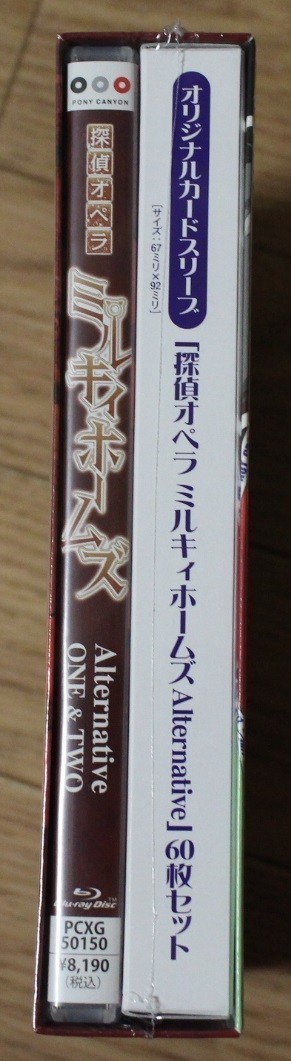 PONY CANYON
探偵オペラ
ミルキィホームズ
Alternative
ONE & TWO
Blu-ray Disc
TM
PCXG
50150
¥8,190
(税込)
オリジナルカードスリーブ
[サイズ:67ミリ×92ミリ]
「探偵オペラ ミルキィホームズ Alternative」60枚セット